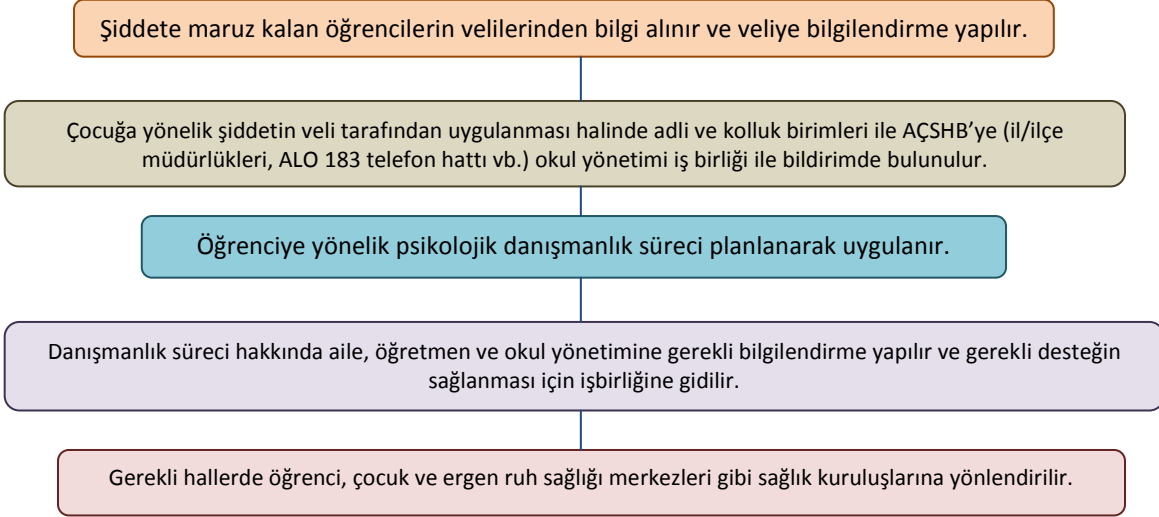 Şiddete maruz kalan öğrencilerin velilerinden bilgi alınır ve veliye bilgilendirme yapılır.
Çocuğa yönelik şiddetin veli tarafından uygulanması halinde adli ve kolluk birimleri ile AÇSHB’ye (il/ilçe
müdürlükleri, ALO 183 telefon hattı vb.) okul yönetimi iş birliği ile bildirimde bulunulur.
Öğrenciye yönelik psikolojik danışmanlık süreci planlanarak uygulanır.
Danışmanlık süreci hakkında aile, öğretmen ve okul yönetimine gerekli bilgilendirme yapılır ve gerekli desteğin
sağlanması için işbirliğine gidilir.
Gerekli hallerde öğrenci, çocuk ve ergen ruh sağlığı merkezleri gibi sağlık kuruluşlarına yönlendirilir.